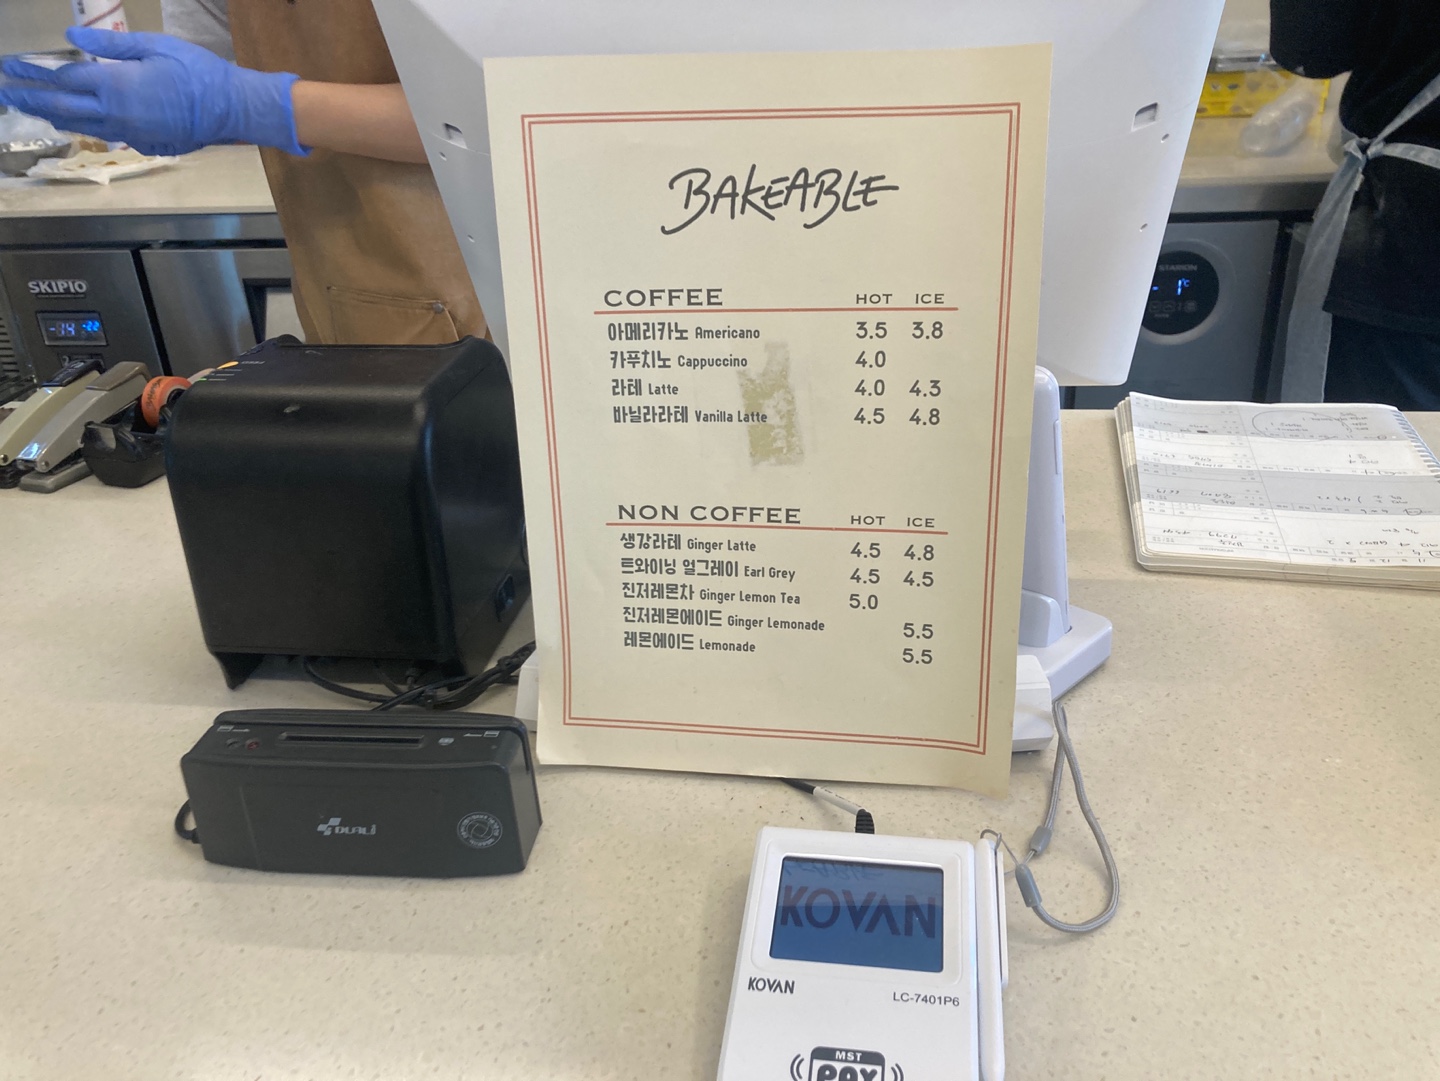 BAKEABLE
COFFEE HOT ICE
아메리카노 Americano 3.5 3.8
카푸치노 Cappuccino 4.0
라테 Latte 4.0 4.3
바닐라라테 Vanilla Latte 4.5 4.8
NON COFFEE HOT ICE
생강라테 Ginger Latte 4.5 4.8
트와이닝 얼그레이 Earl Grey 4.5 4.5
진저레몬차 Ginger Lemon Tea 5.0
진저레몬에이드 Ginger Lemonade 5.5
레몬에이드 Lemonade 5.5
SKIPIO
-14
STARION
- 1°C
DUALi
KOVAN
KOVAN LC-7401P6
MST
PAY